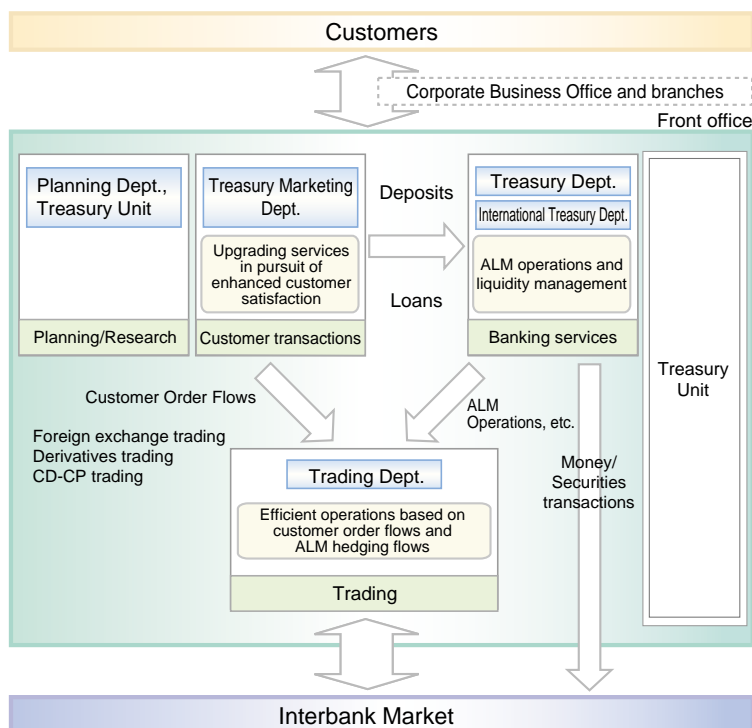 Customers
Corporate Business Office and branches
Front office
Planning Dept.,
Treasury Unit
Planning/Research
Treasury Marketing
Dept.
Upgrading services
in pursuit of
enhanced customer
satisfaction
Customer transactions
Deposits
Loans
Treasury Dept.
International Treasury Dept.
ALM operations and
liquidity management
Banking services
Treasury
Unit
Customer Order Flows
Foreign exchange trading
Derivatives trading
CD-CP trading
ALM
Operations, etc.
Money/
Securities
transactions
Trading Dept.
Efficient operations based on
customer order flows and
ALM hedging flows
Trading
Interbank Market